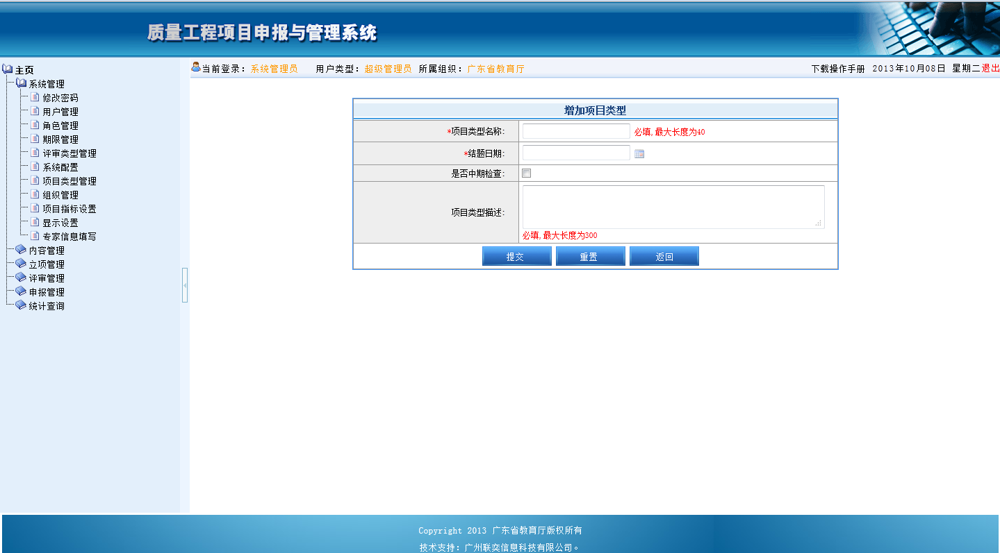 质量工程项目申报与管理系统
主页
系统管理
修改密码
用户管理
角色管理
期限管理
评审类型管理
系统配置
项目类型管理
组织管理
项目指标设置
显示设置
专家信息填写
内容管理
立项管理
评审管理
申报管理
统计查询
当前登录：系统管理员 用户类型：超级管理员 所属组织：广东省教育厅 下载操作手册 2013年10月08日 星期二退出
增加项目类型
*项目类型名称： 必填,最大长度为40
*结题日期：
是否中期检查：
项目类型描述：
必填,最大长度为300
提交 重置 返回
Copyright 2013 广东省教育厅版权所有
技术支持：广州联奕信息科技有限公司。